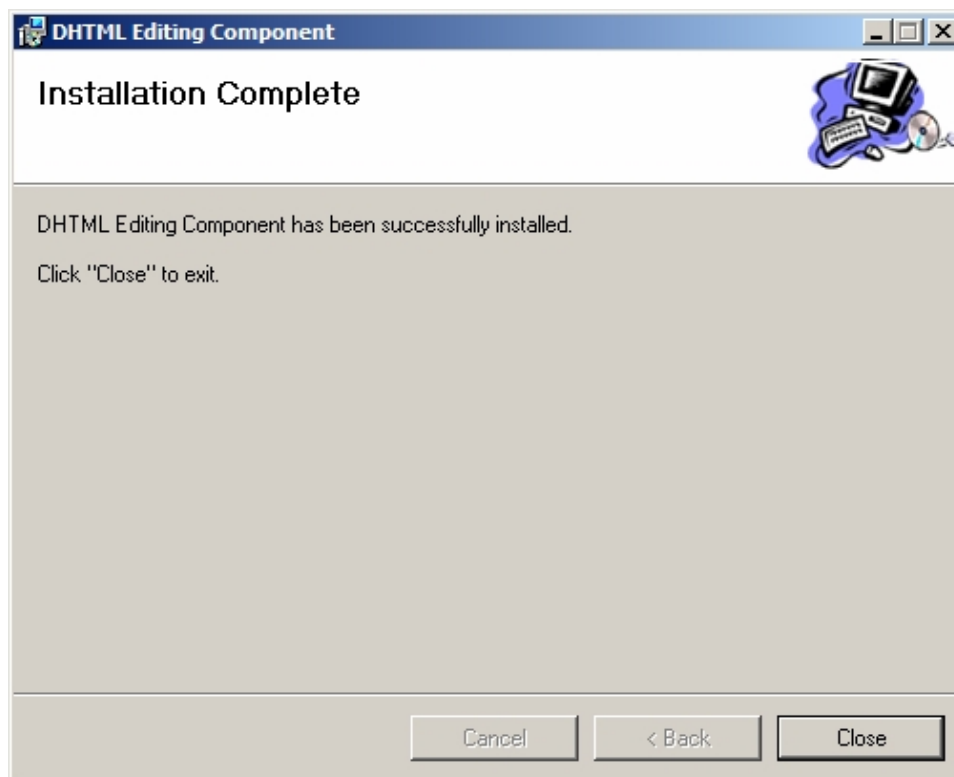 DHTML Editing Component
Installation Complete
DHTML Editing Component has been successfully installed.
Click "Close" to exit.
Cancel
< Back
Close